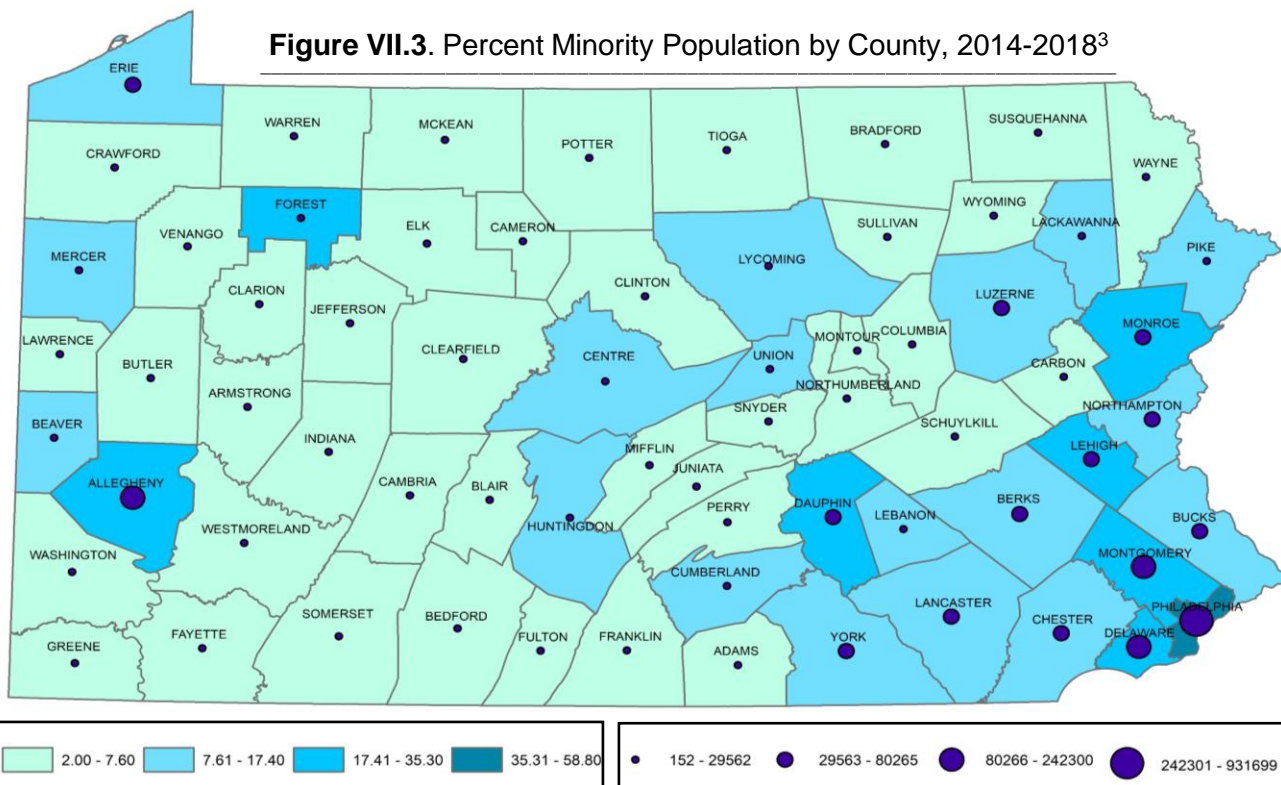 Figure VII.3. Percent Minority Population by County, 2014-2018³
ERIE
WARREN
MCKEAN
POTTER
TIOGA
BRADFORD
SUSQUEHANNA
CRAWFORD
WAYNE
FOREST
VENANGO
ELK
CAMERON
SULLIVAN
WYOMING
LACKAWANNA
PIKE
MERCER
LYCOMING
CLARION
CLINTON
LUZERNE
JEFFERSON
MONROE
LAWRENCE
BUTLER
CLEARFIELD
CENTRE
UNION
MONTOUR
COLUMBIA
CARBON
ARMSTRONG
NORTHUMBERLAND
NORTHAMPTON
BEAVER
SNYDER
SCHUYLKILL
INDIANA
MIFFLIN
LEHIGH
ALLEGHENY
CAMBRIA
BLAIR
JUNIATA
PERRY
DAUPHIN
LEBANON
BERKS
BUCKS
WESTMORELAND
HUNTINGDON
WASHINGTON
MONTGOMERY
CUMBERLAND
PHILADELPHIA
SOMERSET
BEDFORD
LANCASTER
CHESTER
GREENE
FAYETTE
FULTON
FRANKLIN
ADAMS
YORK
DELAWARE
2.00 - 7.60
7.61 - 17.40
17.41 - 35.30
35.31 - 58.80
152 - 29562
29563 - 80265
80266 - 242300
242301 - 931699